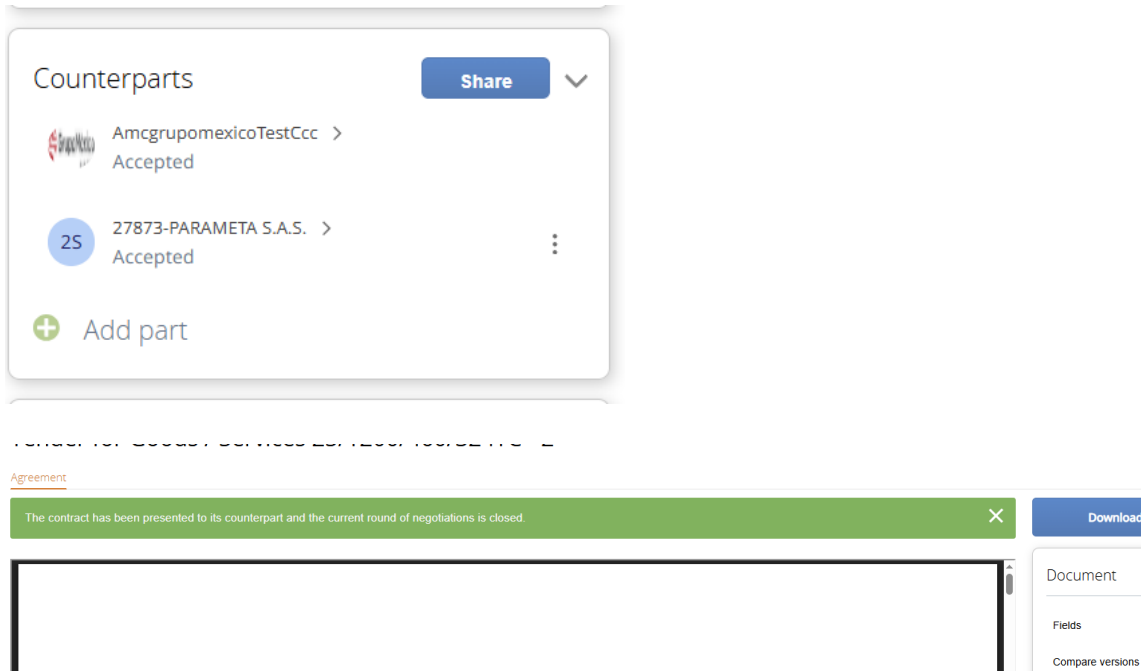 Counterparts
Share
AmcgrupomexicoTestCcc
Accepted
2S
27873-PARAMETA S.A.S.
Accepted
Add part
Agreement
The contract has been presented to its counterpart and the current round of negotiations is closed.
Download
Document
Fields
Compare versions